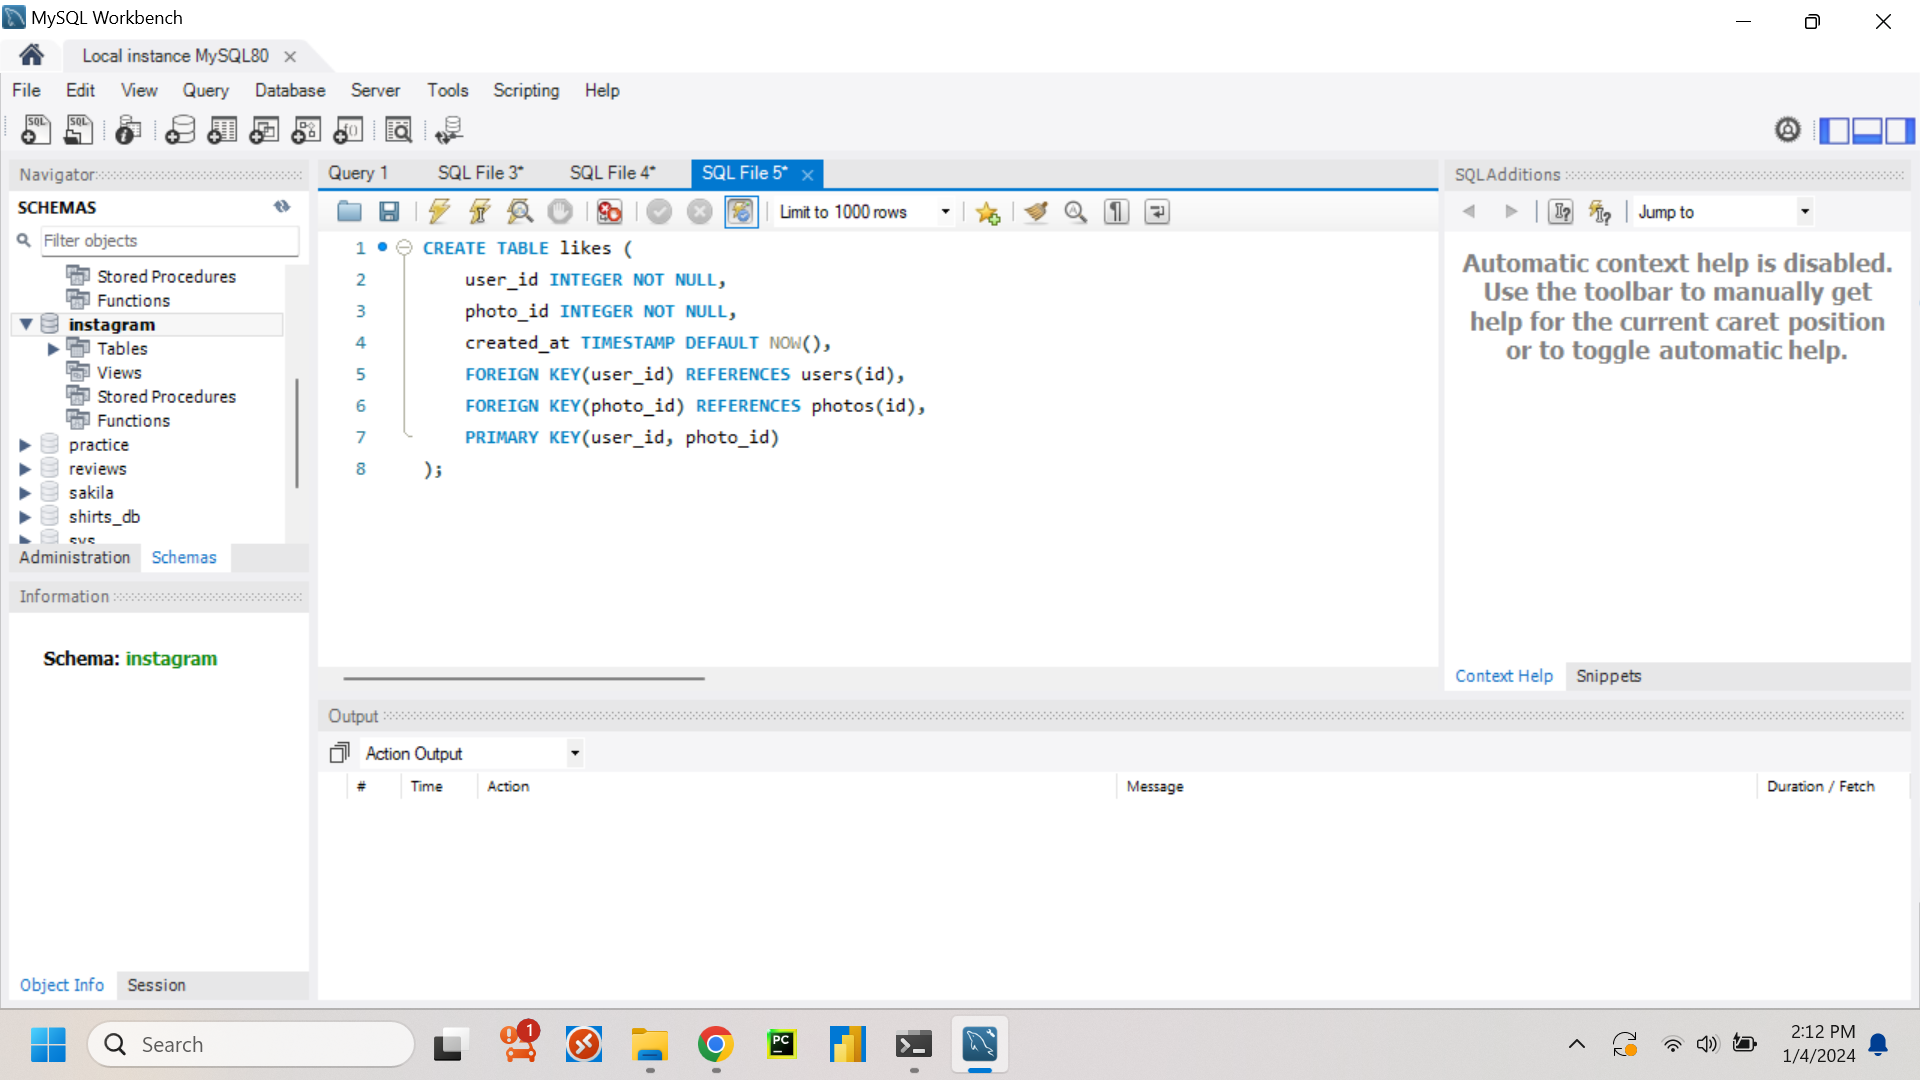 MySQL Workbench
Local instance MySQL80
File Edit View Query Database Server Tools Scripting Help
Navigator
SCHEMAS
Filter objects
Stored Procedures
Functions
instagram
Tables
Views
Stored Procedures
Functions
practice
reviews
sakila
shirts_db
sys
Administration Schemas
Information
Schema: instagram
Object Info Session
Query 1 SQL File 3* SQL File 4* SQL File 5*
Limit to 1000 rows
1 CREATE TABLE likes (
2 user_id INTEGER NOT NULL,
3 photo_id INTEGER NOT NULL,
4 created_at TIMESTAMP DEFAULT NOW(),
5 FOREIGN KEY(user_id) REFERENCES users(id),
6 FOREIGN KEY(photo_id) REFERENCES photos(id),
7 PRIMARY KEY(user_id, photo_id)
8 );
SQLAdditions
Jump to
Automatic context help is disabled.
Use the toolbar to manually get
help for the current caret position
or to toggle automatic help.
Context Help Snippets
Output
Action Output
# Time Action Message Duration / Fetch
Search
1
PC
2:12 PM
1/4/2024